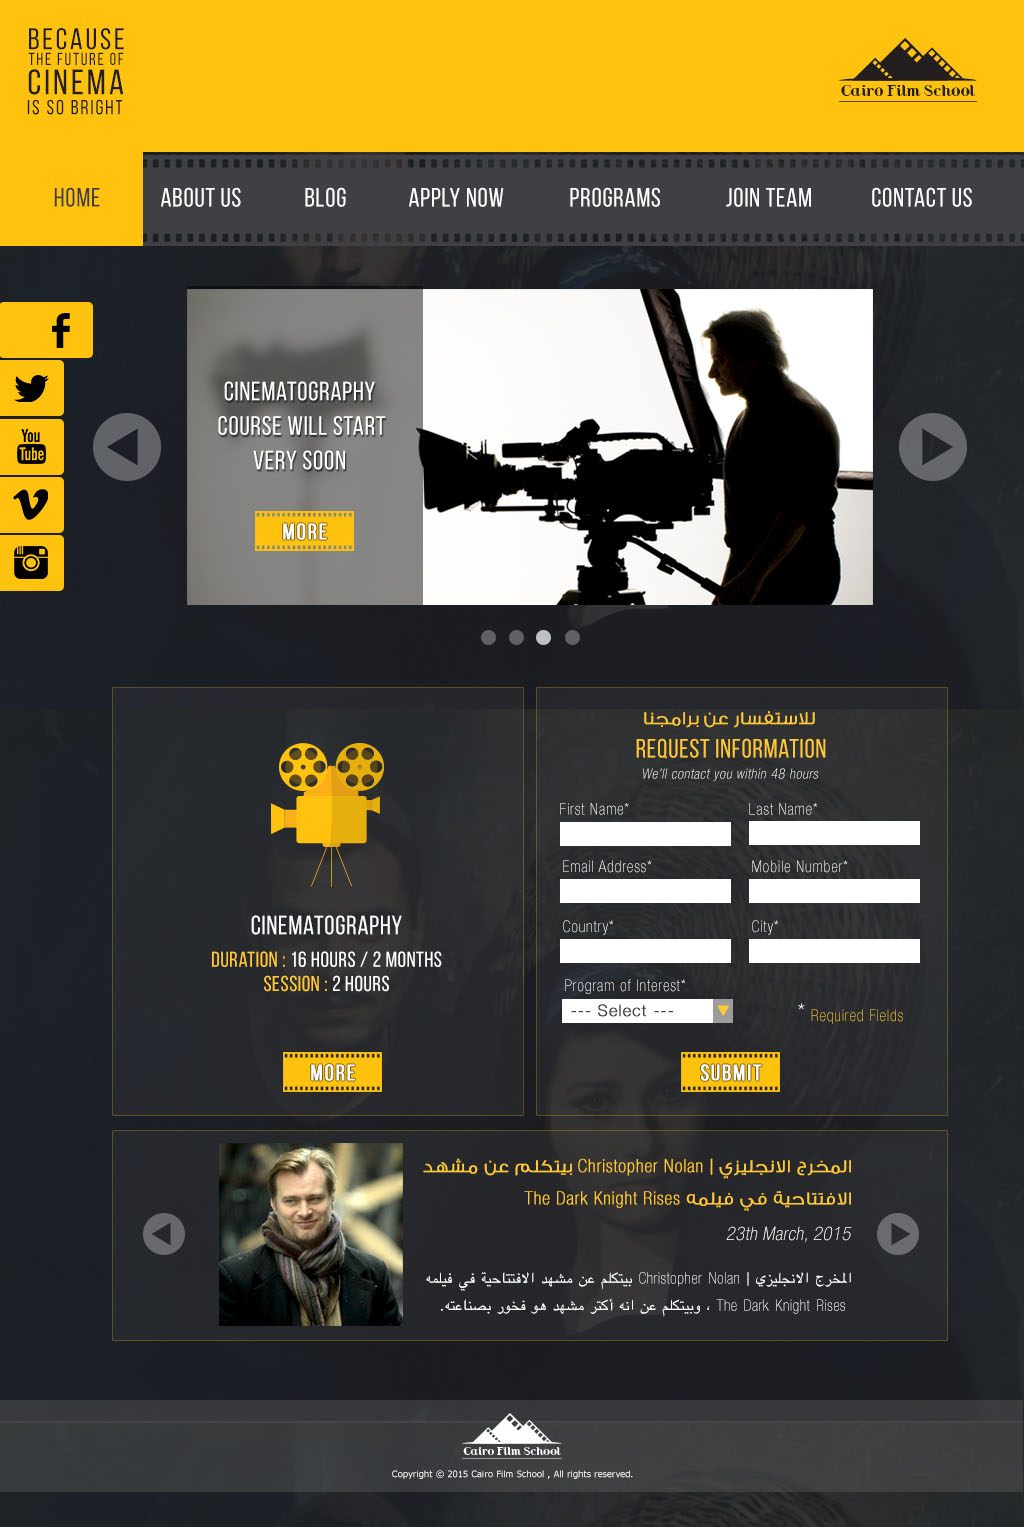 BECAUSE
THE FUTURE OF
CINEMA
IS SO BRIGHT
Cairo Film School
HOME
ABOUT US
BLOG
APPLY NOW
PROGRAMS
JOIN TEAM
CONTACT US
You
Tube
CINEMATOGRAPHY
COURSE WILL START
VERY SOON
MORE
CINEMATOGRAPHY
DURATION : 16 HOURS / 2 MONTHS
SESSION : 2 HOURS
MORE
للاستفسار عن برامجنا
REQUEST INFORMATION
We'll contact you within 48 hours
First Name*
Last Name*
Email Address*
Mobile Number*
Country*
City*
Program of Interest*
--- Select ---
* Required Fields
SUBMIT
المخرج الانجليزي | Christopher Nolan بيتكلم عن مشهد
الافتتاحية في فيلمه The Dark Knight Rises
23th March, 2015
المخرج الانجليزي | Christopher Nolan بيتكلم عن مشهد الافتتاحية في فيلمه
The Dark Knight Rises ، وبيتكلم عن انه أكتر مشهد هو فخور بصناعته.
Cairo Film School
Copyright © 2015 Cairo Film School , All rights reserved.